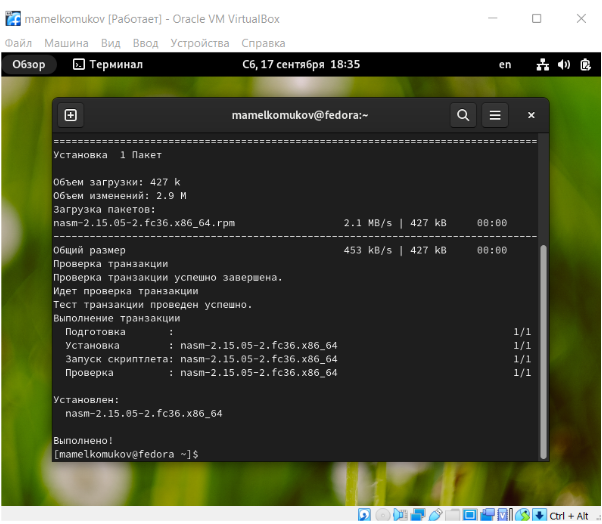 mamelkomukov [Работает] - Oracle VM VirtualBox
Файл Машина Вид Ввод Устройства Справка
Обзор Терминал Сб, 17 сентября 18:35 en
mamelkomukov@fedora:~
================================================================================
Установка 1 Пакет
Объем загрузки: 427 k
Объем изменений: 2.9 M
Загрузка пакетов:
nasm-2.15.05-2.fc36.x86_64.rpm 2.1 MB/s | 427 kB 00:00
--------------------------------------------------------------------------------
Общий размер 453 kB/s | 427 kB 00:00
Проверка транзакции
Проверка транзакции успешно завершена.
Идет проверка транзакции
Тест транзакции проведен успешно.
Выполнение транзакции
Подготовка : 1/1
Установка : nasm-2.15.05-2.fc36.x86_64 1/1
Запуск скриптлета: nasm-2.15.05-2.fc36.x86_64 1/1
Проверка : nasm-2.15.05-2.fc36.x86_64 1/1
Установлен:
nasm-2.15.05-2.fc36.x86_64
Выполнено!
[mamelkomukov@fedora ~]$
Ctrl + Alt